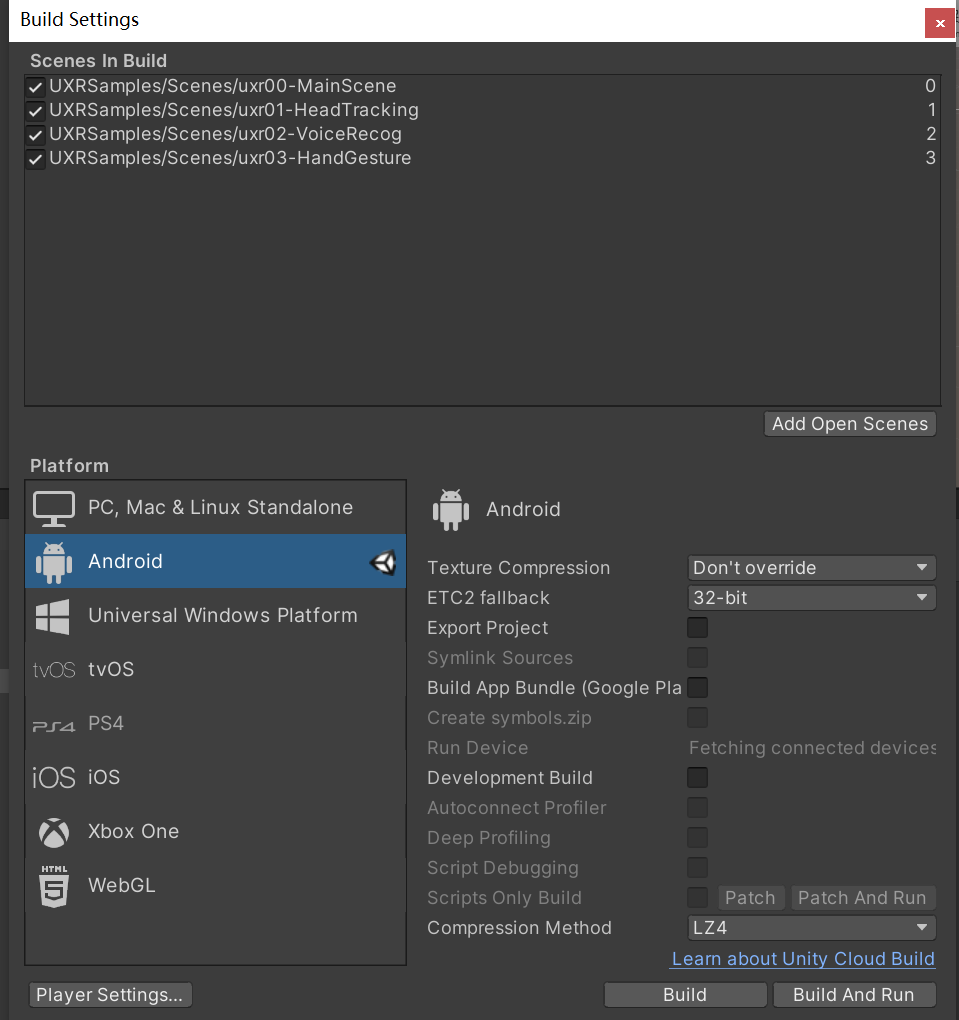 Build Settings
Scenes In Build
UXRSamples/Scenes/uxr00-MainScene 0
UXRSamples/Scenes/uxr01-HeadTracking 1
UXRSamples/Scenes/uxr02-VoiceRecog 2
UXRSamples/Scenes/uxr03-HandGesture 3
Add Open Scenes
Platform
PC, Mac & Linux Standalone
Android
Universal Windows Platform
tvOS tvOS
PS4 PS4
iOS iOS
Xbox One
HTML
5 WebGL
Android
Texture Compression Don't override
ETC2 fallback 32-bit
Export Project
Symlink Sources
Build App Bundle (Google Pla
Create symbols.zip
Run Device Fetching connected devices
Development Build
Autoconnect Profiler
Deep Profiling
Script Debugging
Scripts Only Build Patch Patch And Run
Compression Method LZ4
Learn about Unity Cloud Build
Player Settings... Build Build And Run